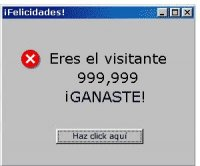 ¡Felicidades!
Eres el visitante
999,999
¡GANASTE!
Haz click aquí